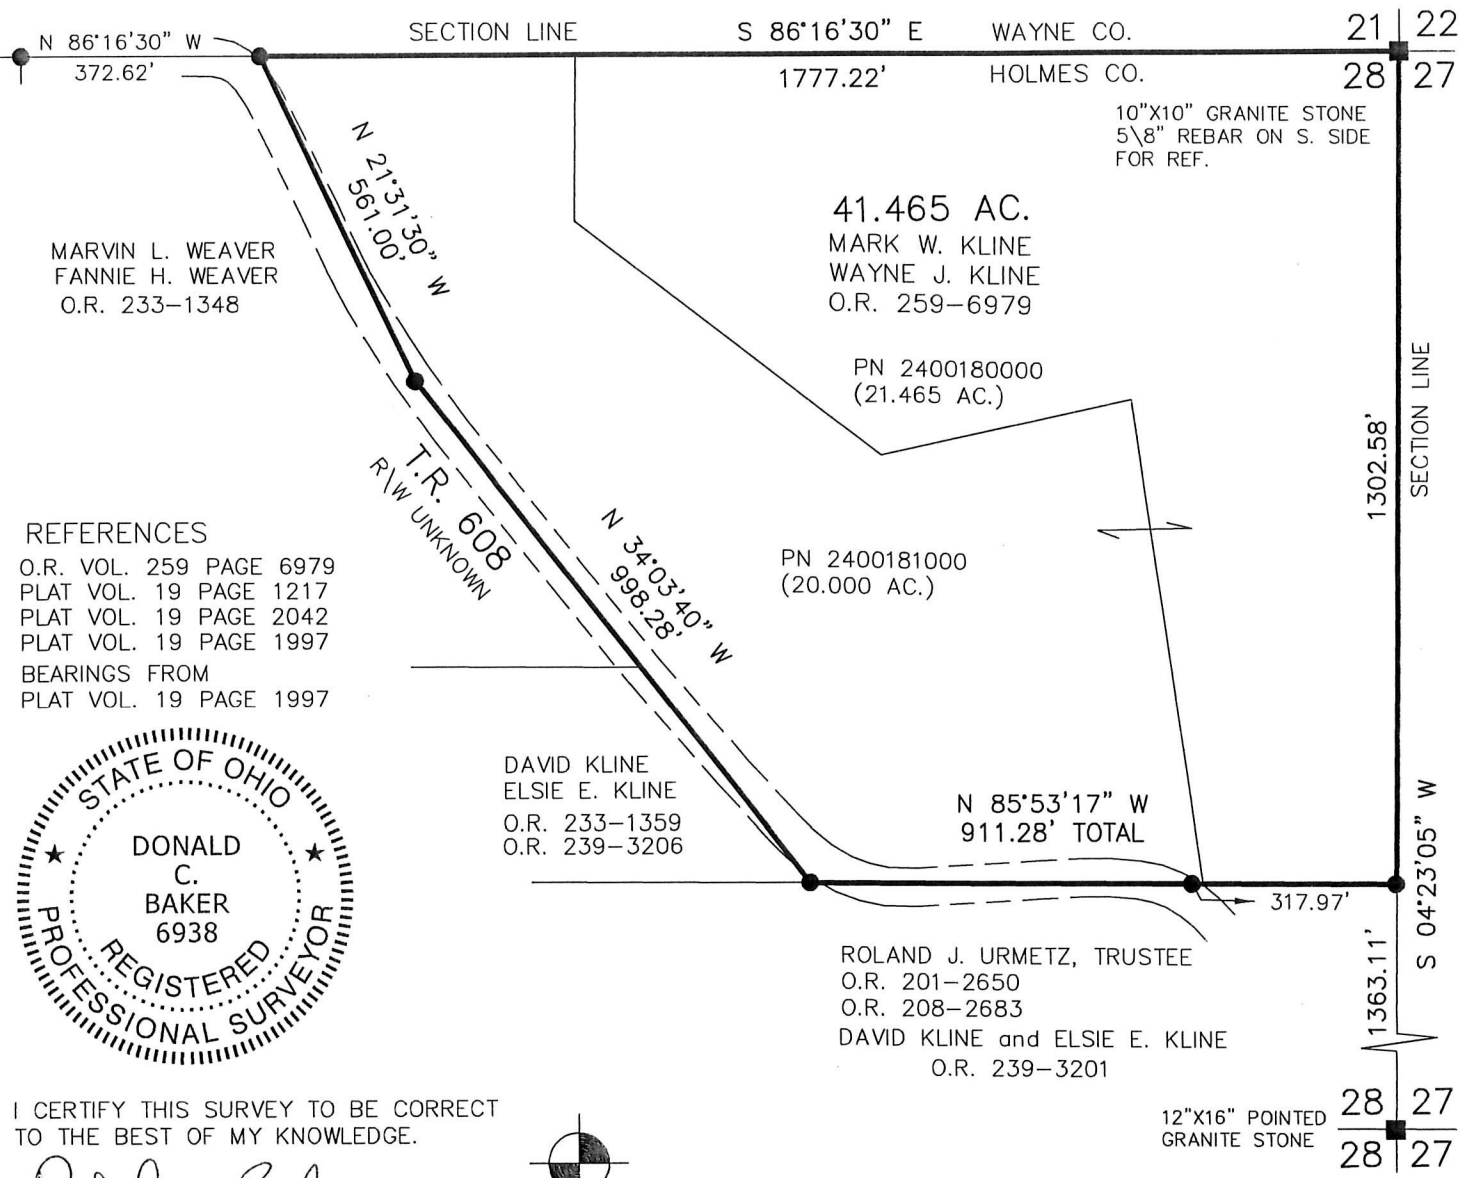 N 86°16'30" W
372.62'
SECTION LINE
S 86°16'30" E
1777.22'
WAYNE CO.
HOLMES CO.
21 22
28 27
10"X10" GRANITE STONE
5\8" REBAR ON S. SIDE
FOR REF.
N 21°31'30" W
561.00'
MARVIN L. WEAVER
FANNIE H. WEAVER
O.R. 233-1348
41.465 AC.
MARK W. KLINE
WAYNE J. KLINE
O.R. 259-6979
PN 2400180000
(21.465 AC.)
1302.58'
SECTION LINE
T.R. 608
R\W UNKNOWN
N 34°03'40" W
998.28'
PN 2400181000
(20.000 AC.)
REFERENCES
O.R. VOL. 259 PAGE 6979
PLAT VOL. 19 PAGE 1217
PLAT VOL. 19 PAGE 2042
PLAT VOL. 19 PAGE 1997
BEARINGS FROM
PLAT VOL. 19 PAGE 1997
STATE OF OHIO
DONALD
C.
BAKER
6938
REGISTERED
PROFESSIONAL SURVEYOR
DAVID KLINE
ELSIE E. KLINE
O.R. 233-1359
O.R. 239-3206
N 85°53'17" W
911.28' TOTAL
317.97'
S 04°23'05" W
1363.11'
ROLAND J. URMETZ, TRUSTEE
O.R. 201-2650
O.R. 208-2683
DAVID KLINE and ELSIE E. KLINE
O.R. 239-3201
12"X16" POINTED
GRANITE STONE
28 27
28 27
I CERTIFY THIS SURVEY TO BE CORRECT
TO THE BEST OF MY KNOWLEDGE.